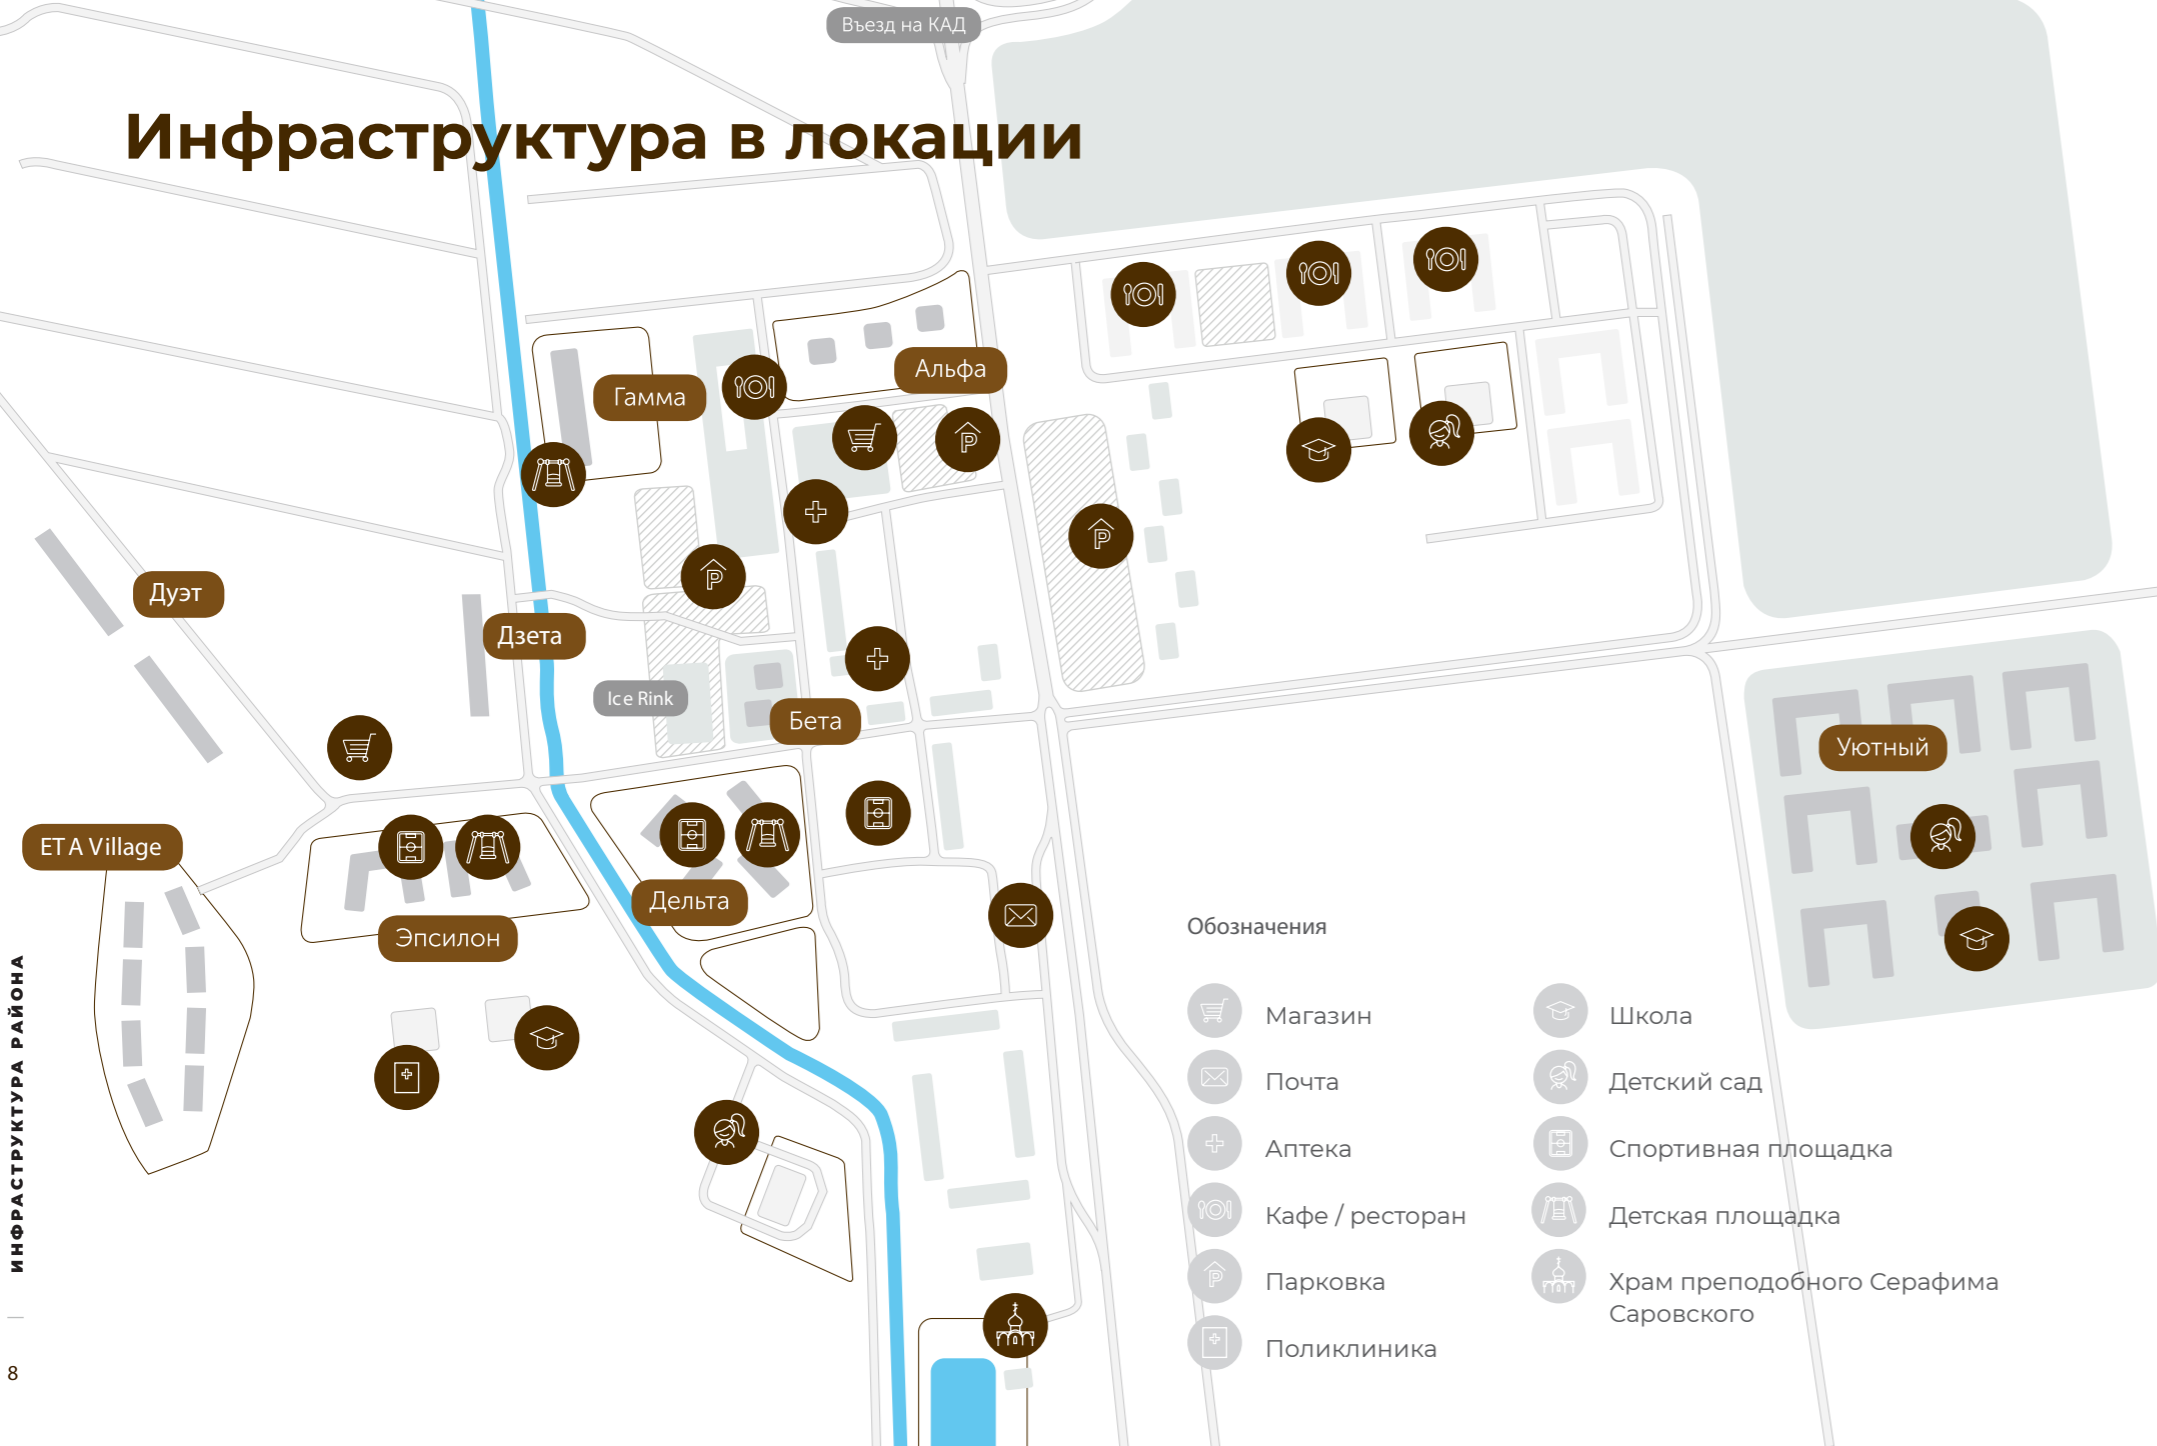 Въезд на КАД
Инфраструктура в локации
Альфа
Гамма
Дуэт
Дзета
Ice Rink
Бета
Уютный
ETA Village
Дельта
Эпсилон
P
P
P
Обозначения
Магазин
Почта
Аптека
Кафе / ресторан
P
Парковка
Поликлиника
Школа
Детский сад
Спортивная площадка
Детская площадка
Храм преподобного Серафима
Саровского
ИНФРАСТРУКТУРА РАЙОНА
8